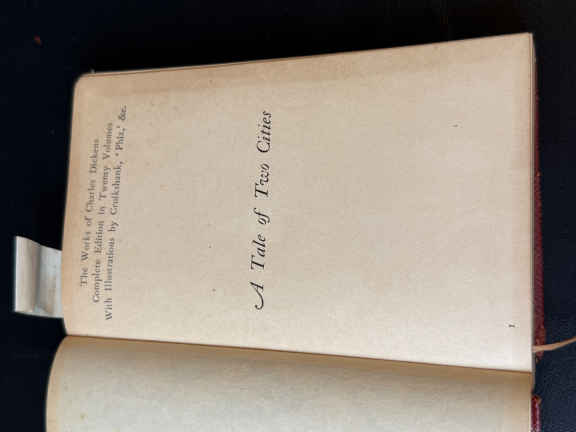 The Works of Charles Dickens
Complete Edition in Twenty Volumes
With Illustrations by Cruikshank, ‘Phiz,’ &c.
A Tale of Two Cities
1